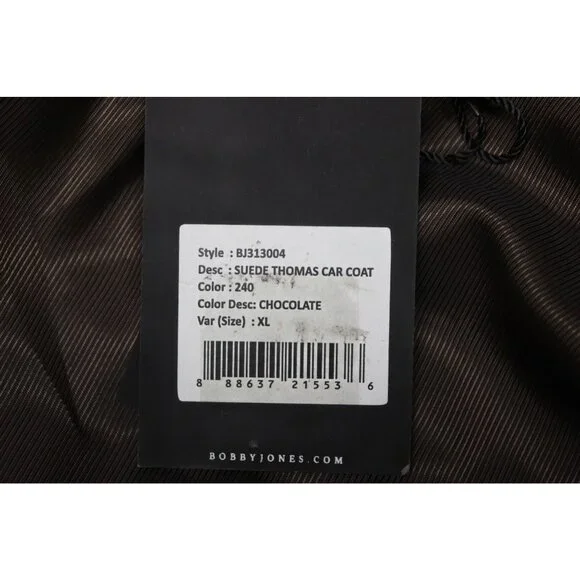 Style : BJ313004
Desc : SUEDE THOMAS CAR COAT
Color : 240
Color Desc: CHOCOLATE
Var (Size) : XL
8 88637 21553 6
BOBBYJONES.COM